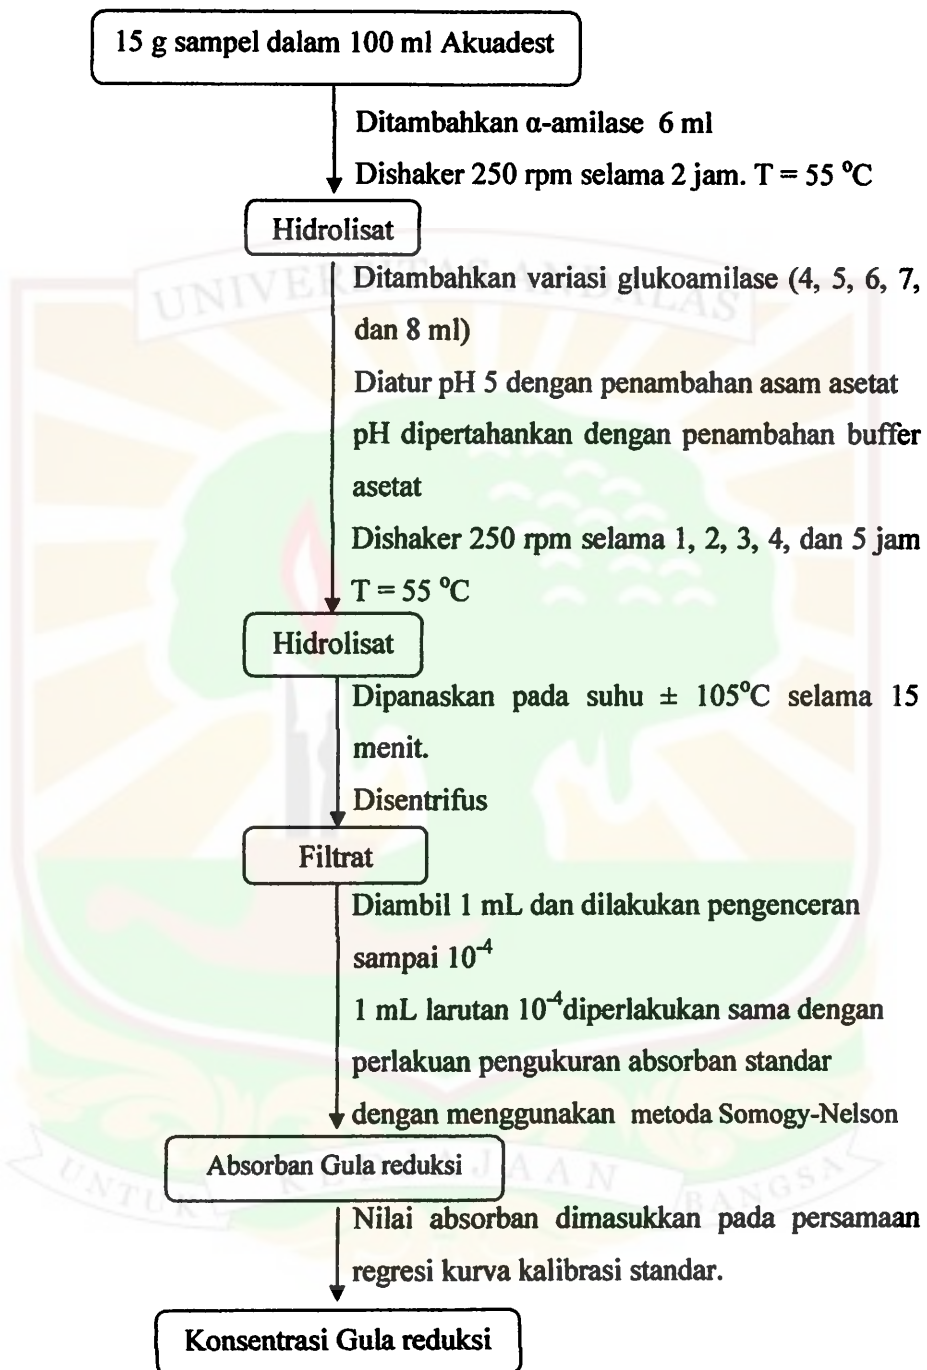 15 g sampel dalam 100 ml Akuadest
Ditambahkan α-amilase 6 ml
Dishaker 250 rpm selama 2 jam. T = 55 °C
Hidrolisat
Ditambahkan variasi glukoamilase (4, 5, 6, 7,
dan 8 ml)
Diatur pH 5 dengan penambahan asam asetat
pH dipertahankan dengan penambahan buffer
asetat
Dishaker 250 rpm selama 1, 2, 3, 4, dan 5 jam
T = 55 °C
Hidrolisat
Dipanaskan pada suhu ± 105°C selama 15
menit.
Disentrifus
Filtrat
Diambil 1 mL dan dilakukan pengenceran
sampai 10⁻⁴
1 mL larutan 10⁻⁴diperlakukan sama dengan
perlakuan pengukuran absorban standar
dengan menggunakan metoda Somogy-Nelson
Absorban Gula reduksi
Nilai absorban dimasukkan pada persamaan
regresi kurva kalibrasi standar.
Konsentrasi Gula reduksi
UNIVERSITAS ANDALAS
UNTUK KEDJAJAAN BANGSA